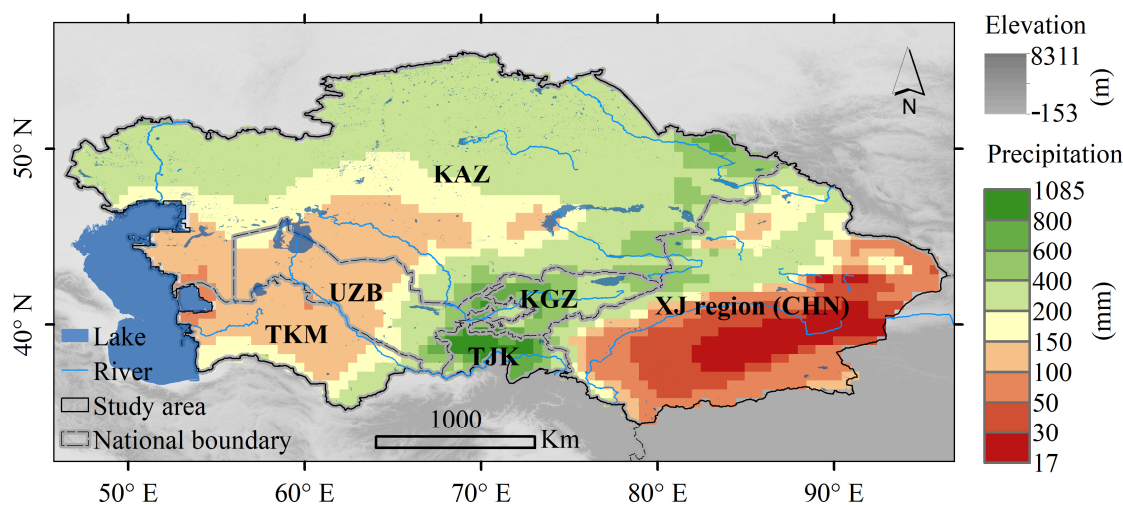 50° N
40° N
KAZ
UZB
TKM
KGZ
TJK
XJ region (CHN)
N
Lake
River
Study area
National boundary
1000
Km
50° E
60° E
70° E
80° E
90° E
Elevation
8311
-153
(m)
Precipitation
1085
800
600
400
200
150
100
50
30
17
(mm)